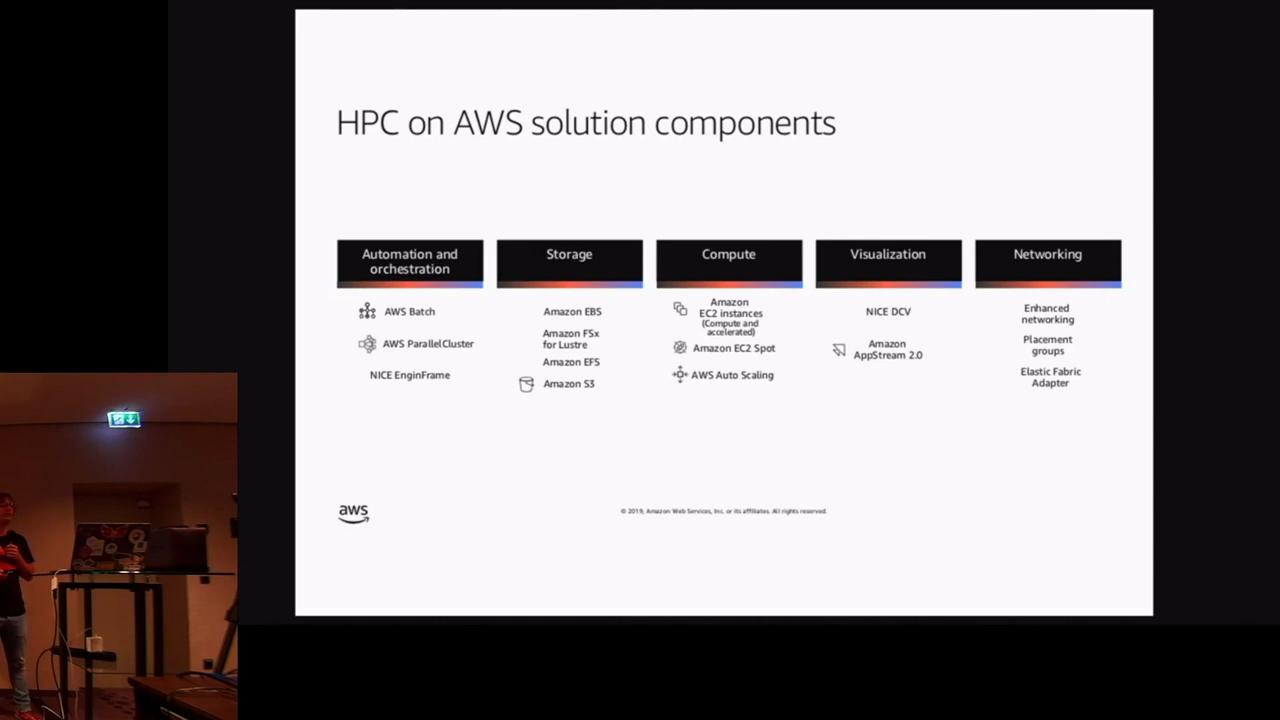 HPC on AWS solution components
Automation and
orchestration
AWS Batch
AWS ParallelCluster
NICE EnginFrame
Storage
Amazon EBS
Amazon FSx
for Lustre
Amazon EFS
Amazon S3
Compute
Amazon
EC2 instances
(Compute and
accelerated)
Amazon EC2 Spot
AWS Auto Scaling
Visualization
NICE DCV
Amazon
AppStream 2.0
Networking
Enhanced
networking
Placement
groups
Elastic Fabric
Adapter
aws
© 2019, Amazon Web Services, Inc. or its affiliates. All rights reserved.